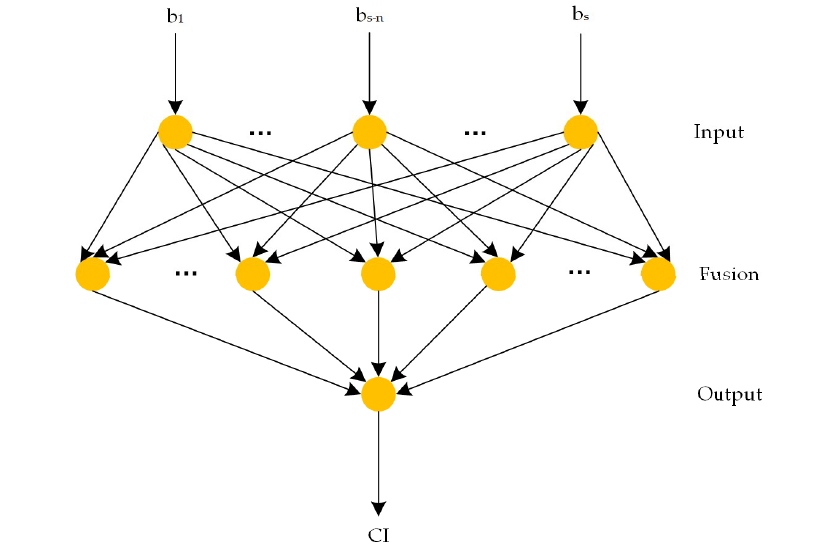 b₁ bₛ₋ₙ bₛ
... ... Input
... ... Fusion
Output
CI